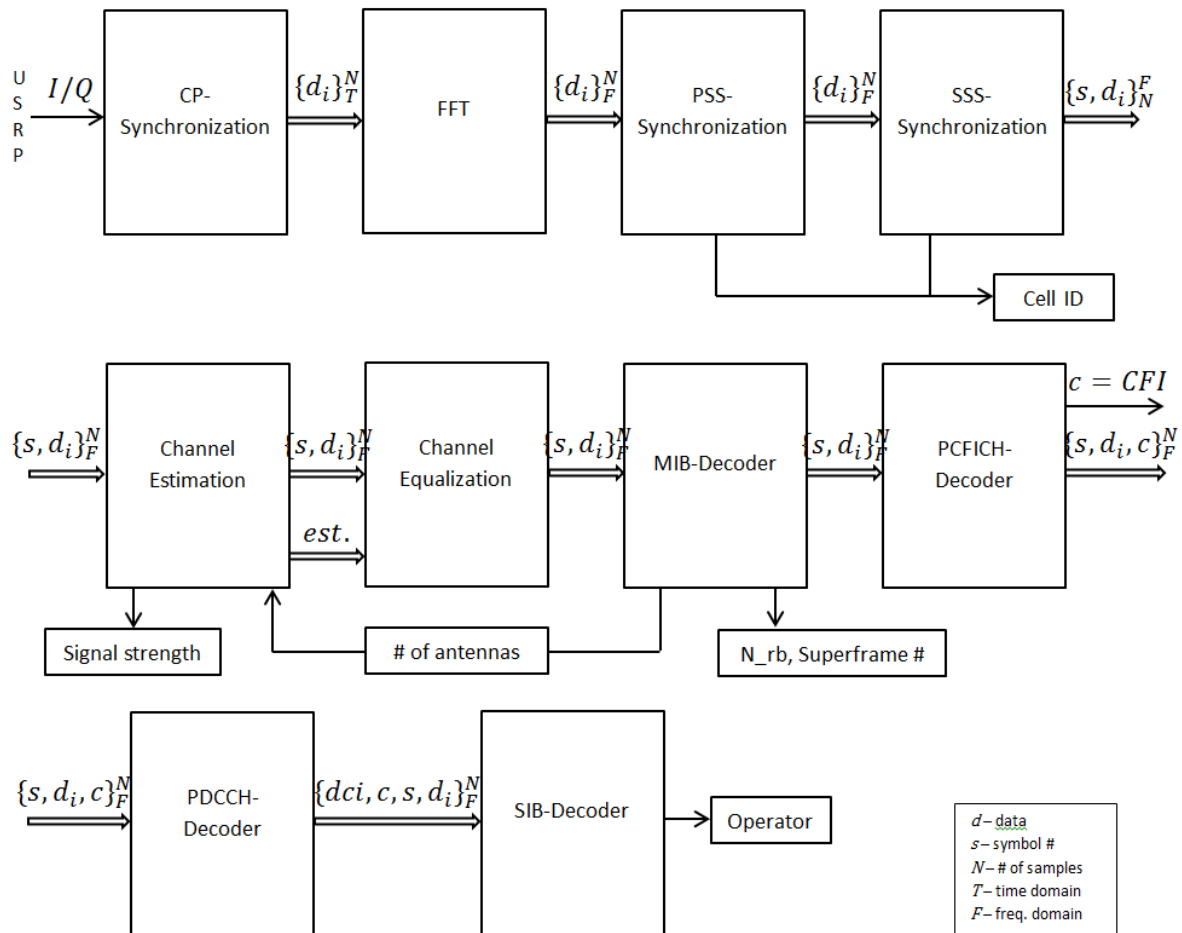 USRP
I/Q
CP-
Synchronization
{d_i}_T^N
FFT
{d_i}_F^N
PSS-
Synchronization
{d_i}_F^N
SSS-
Synchronization
{s, d_i}_N^F
Cell ID
{s, d_i}_F^N
Channel
Estimation
{s, d_i}_F^N
est.
Channel
Equalization
{s, d_i}_F^N
MIB-Decoder
{s, d_i}_F^N
PCFICH-
Decoder
c = CFI
{s, d_i, c}_F^N
Signal strength
# of antennas
N_rb, Superframe #
{s, d_i, c}_F^N
PDCCH-
Decoder
{dci, c, s, d_i}_F^N
SIB-Decoder
Operator
d – data
s – symbol #
N – # of samples
T – time domain
F – freq. domain